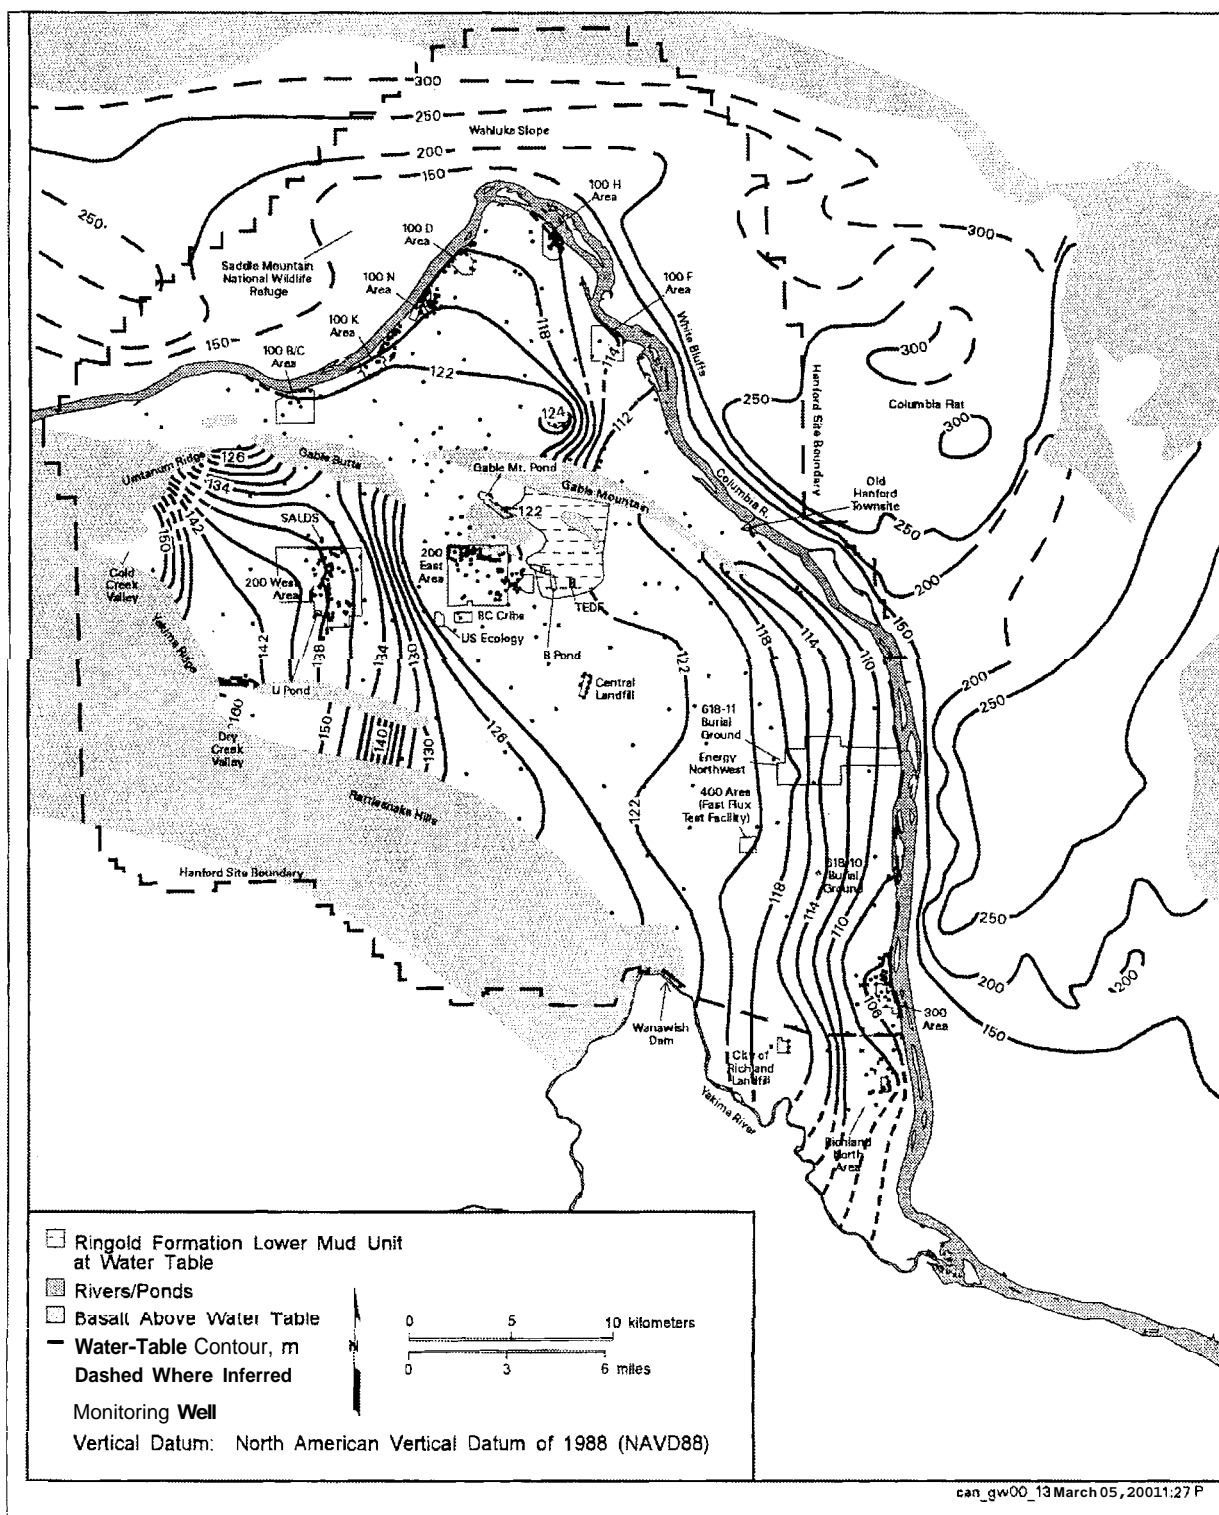 300
250
Wahluke Slope
200
150
100 H
Area
250
100 D
Area
300
Saddle Mountain
National Wildlife
Refuge
100 N
Area
100 F
Area
118
White Bluffs
150
100 K
Area
114
300
100 B/C
Area
122
Hanford Site Boundary
250
Columbia Flat
124
112
300
Umtanum Ridge
126
Gable Butte
Gable Mt. Pond
134
Gable Mountain
Columbia R.
Old
Hanford
Townsite
122
SALDS
142
250
150
200
East
Area
Cold
Creek
Valley
200 West
Area
200
TEDF
BC Cribs
150
US Ecology
118
114
Yakima Ridge
142
138
134
130
B Pond
110
122
200
U Pond
Central
Landfill
250
160
150
618-11
Burial
Ground
126
140
130
Dry
Creek
Valley
Energy
Northwest
Rattlesnake Hills
122
400 Area
(Fast Flux
Test Facility)
Hanford Site Boundary
618-10
Burial
Ground
118
114
110
250
200
200
106
300
Area
Wanawish
Dam
150
City of
Richland
Landfill
Yakima River
Richland
North
Area
Ringold Formation Lower Mud Unit
at Water Table
Rivers/Ponds
Basalt Above Water Table
Water-Table Contour, m
Dashed Where Inferred
Monitoring Well
Vertical Datum: North American Vertical Datum of 1988 (NAVD88)
N
0 5 10 kilometers
0 3 6 miles
can_gw00_13 March 05, 2001 1:27 P